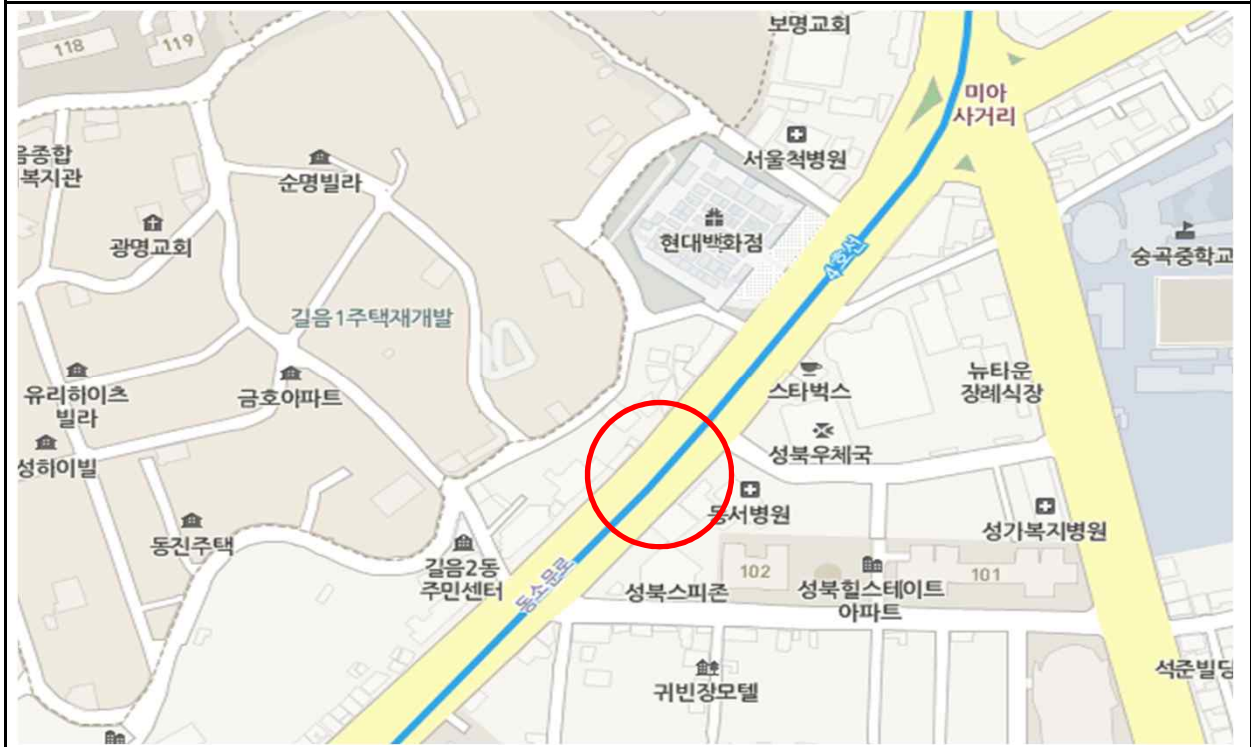 118
119
보명교회
미아
사거리
음종합
복지관
순명빌라
서울척병원
광명교회
현대백화점
4호선
숭곡중학교
길음1주택재개발
유리하이츠
빌라
금호아파트
스타벅스
뉴타운
장례식장
성하이빌
성북우체국
동진주택
동서병원
성가복지병원
길음2동
주민센터
동소문로
성북스피존
102
성북힐스테이트
아파트
101
귀빈장모텔
석준빌딩